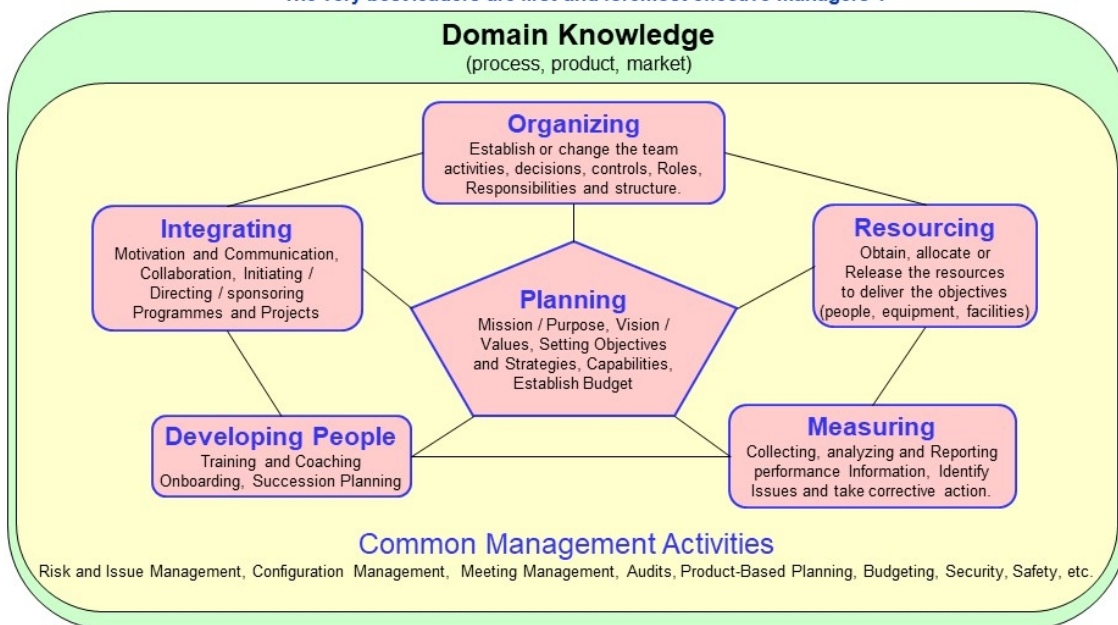 Domain Knowledge
(process, product, market)
Organizing
Establish or change the team
activities, decisions, controls, Roles,
Responsibilities and structure.
Integrating
Motivation and Communication,
Collaboration, Initiating /
Directing / sponsoring
Programmes and Projects
Resourcing
Obtain, allocate or
Release the resources
to deliver the objectives
(people, equipment, facilities)
Planning
Mission / Purpose, Vision /
Values, Setting Objectives
and Strategies, Capabilities,
Establish Budget
Developing People
Training and Coaching
Onboarding, Succession Planning
Measuring
Collecting, analyzing and Reporting
performance Information, Identify
Issues and take corrective action.
Common Management Activities
Risk and Issue Management, Configuration Management, Meeting Management, Audits, Product-Based Planning, Budgeting, Security, Safety, etc.